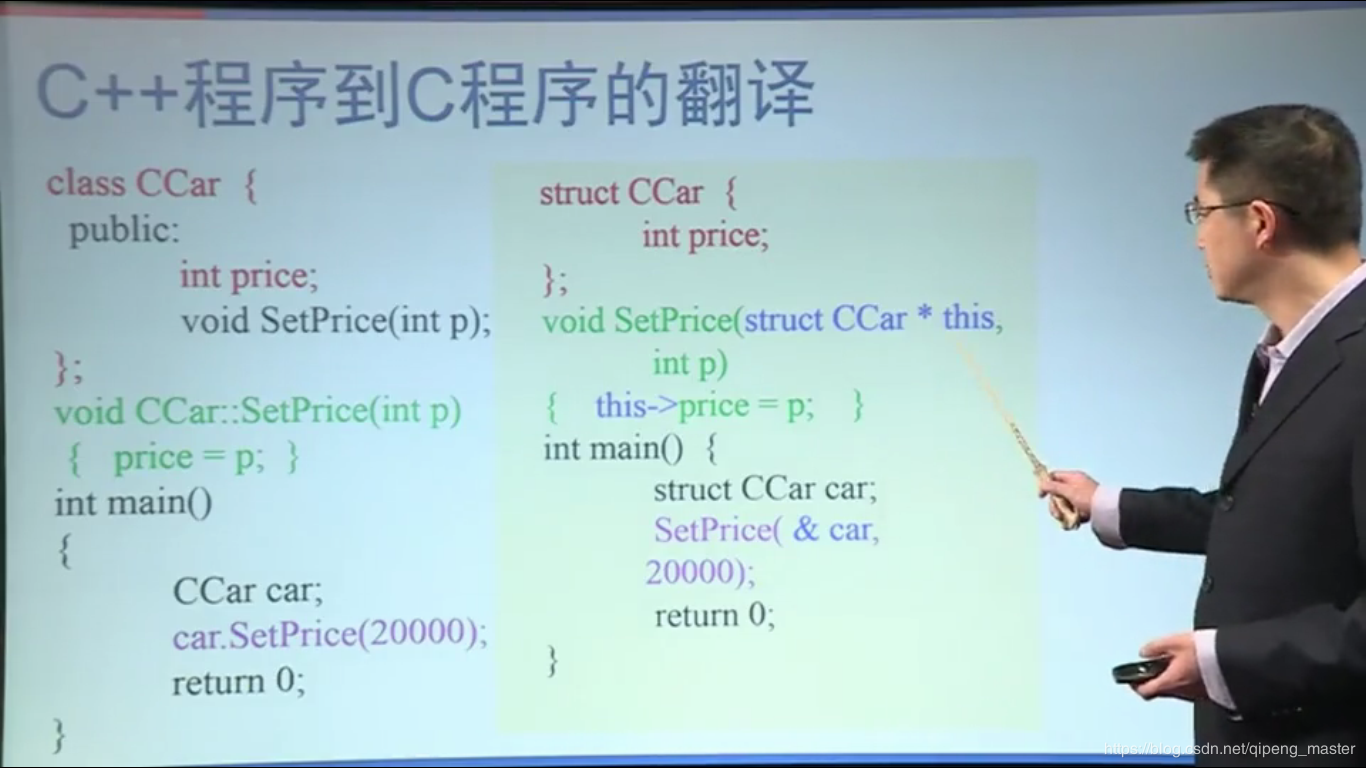 C++程序到C程序的翻译
class CCar {
public:
int price;
void SetPrice(int p);
};
void CCar::SetPrice(int p)
{ price = p; }
int main()
{
CCar car;
car.SetPrice(20000);
return 0;
}
struct CCar {
int price;
};
void SetPrice(struct CCar * this,
int p)
{ this->price = p; }
int main() {
struct CCar car;
SetPrice( & car,
20000);
return 0;
}
https://blog.csdn.net/qipeng_master